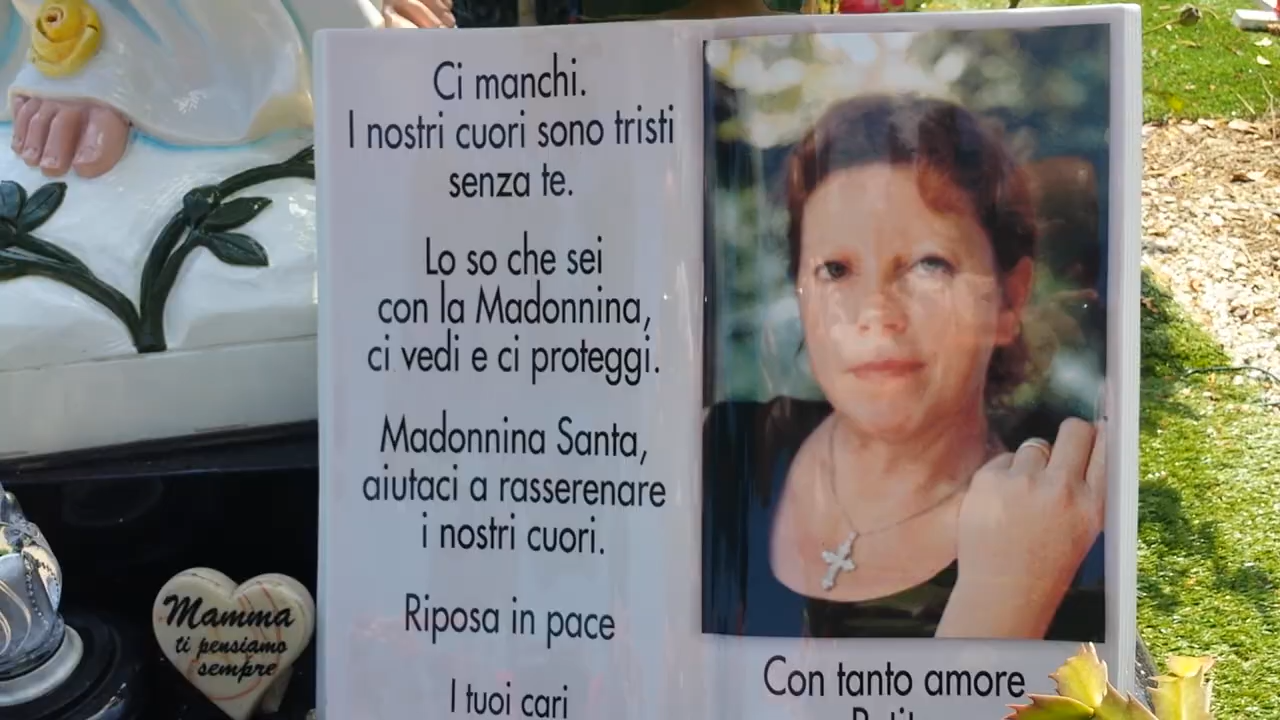 Ci manchi.
I nostri cuori sono tristi
senza te.
Lo so che sei
con la Madonnina,
ci vedi e ci proteggi.
Madonnina Santa,
aiutaci a rasserenare
i nostri cuori.
Riposa in pace
I tuoi cari
Con tanto amore
Mamma
ti pensiamo
sempre